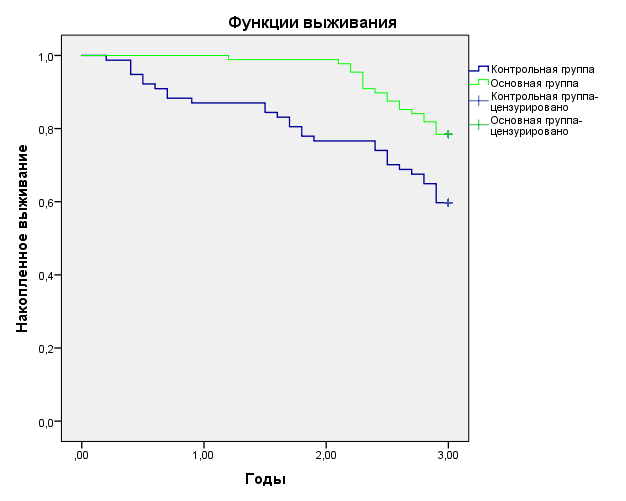 Функции выживания
1,0
0,8
0,6
0,4
0,2
0,0
Накопленное выживание
,00
1,00
2,00
3,00
Годы
Контрольная группа
Основная группа
Контрольная группа-
цензурировано
Основная группа-
цензурировано